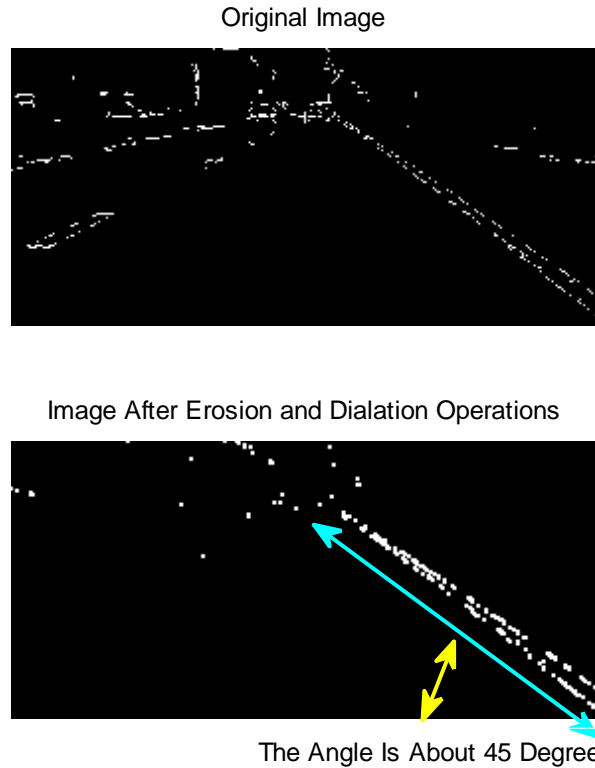 Original Image
Image After Erosion and Dialation Operations
The Angle Is About 45 Degree